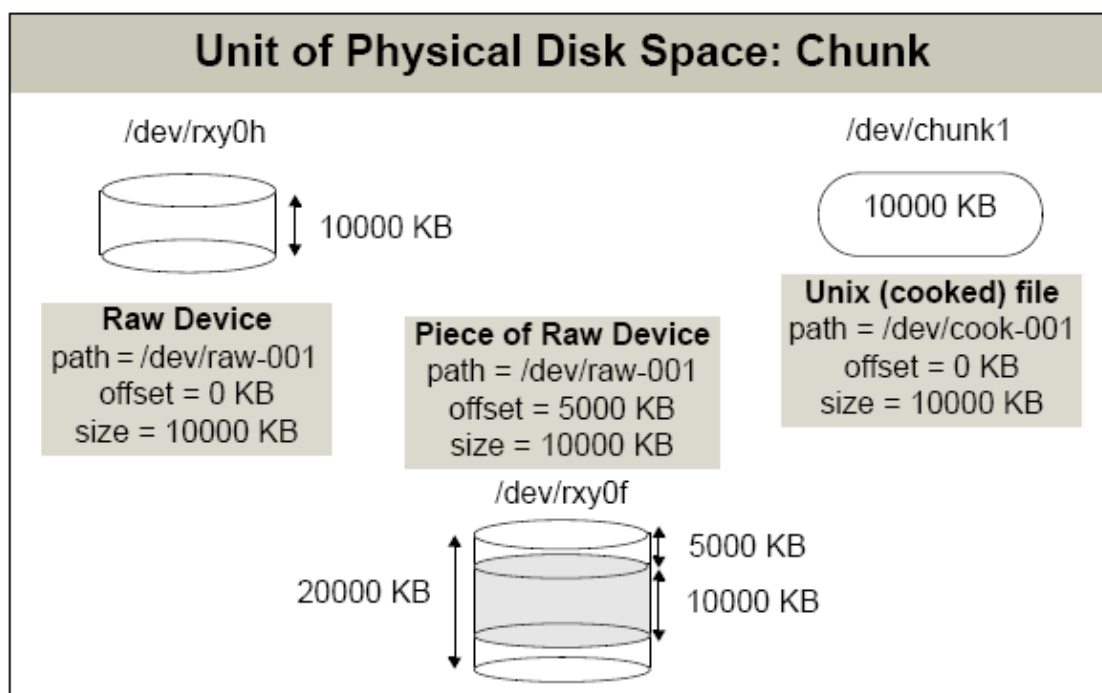 Unit of Physical Disk Space: Chunk
/dev/rxy0h
10000 KB
Raw Device
path = /dev/raw-001
offset = 0 KB
size = 10000 KB
Piece of Raw Device
path = /dev/raw-001
offset = 5000 KB
size = 10000 KB
/dev/rxy0f
20000 KB
5000 KB
10000 KB
/dev/chunk1
10000 KB
Unix (cooked) file
path = /dev/cook-001
offset = 0 KB
size = 10000 KB